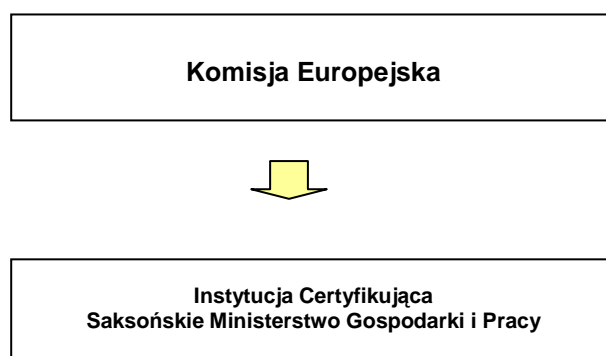 Komisja Europejska
Instytucja Certyfikująca
Saksońskie Ministerstwo Gospodarki i Pracy